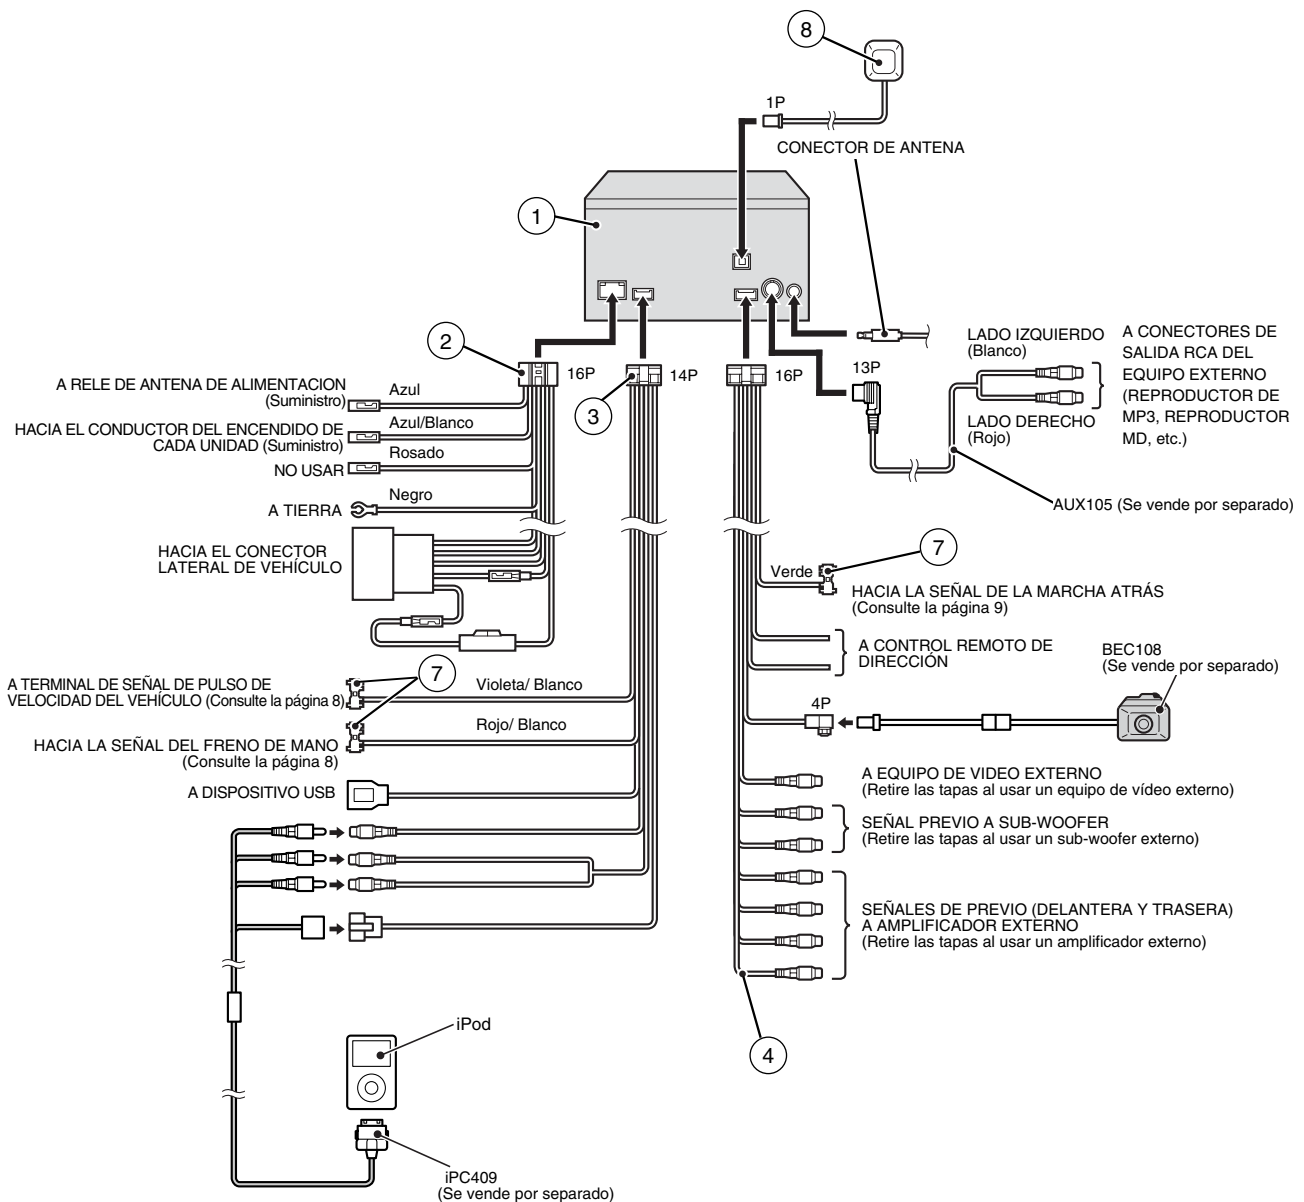 8
1P
CONECTOR DE ANTENA
1
2
16P
3
14P
16P
13P
A RELE DE ANTENA DE ALIMENTACION
(Suministro)
Azul
HACIA EL CONDUCTOR DEL ENCENDIDO DE
CADA UNIDAD (Suministro)
Azul/Blanco
NO USAR
Rosado
A TIERRA
Negro
HACIA EL CONECTOR
LATERAL DE VEHÍCULO
LADO IZQUIERDO
(Blanco)
LADO DERECHO
(Rojo)
A CONECTORES DE
SALIDA RCA DEL
EQUIPO EXTERNO
(REPRODUCTOR DE
MP3, REPRODUCTOR
MD, etc.)
AUX105 (Se vende por separado)
7
Verde
HACIA LA SEÑAL DE LA MARCHA ATRÁS
(Consulte la página 9)
A CONTROL REMOTO DE
DIRECCIÓN
BEC108
(Se vende por separado)
4P
7
A TERMINAL DE SEÑAL DE PULSO DE
VELOCIDAD DEL VEHÍCULO (Consulte la página 8)
Violeta/ Blanco
HACIA LA SEÑAL DEL FRENO DE MANO
(Consulte la página 8)
Rojo/ Blanco
A DISPOSITIVO USB
A EQUIPO DE VIDEO EXTERNO
(Retire las tapas al usar un equipo de vídeo externo)
SEÑAL PREVIO A SUB-WOOFER
(Retire las tapas al usar un sub-woofer externo)
SEÑALES DE PREVIO (DELANTERA Y TRASERA)
A AMPLIFICADOR EXTERNO
(Retire las tapas al usar un amplificador externo)
4
iPod
iPC409
(Se vende por separado)